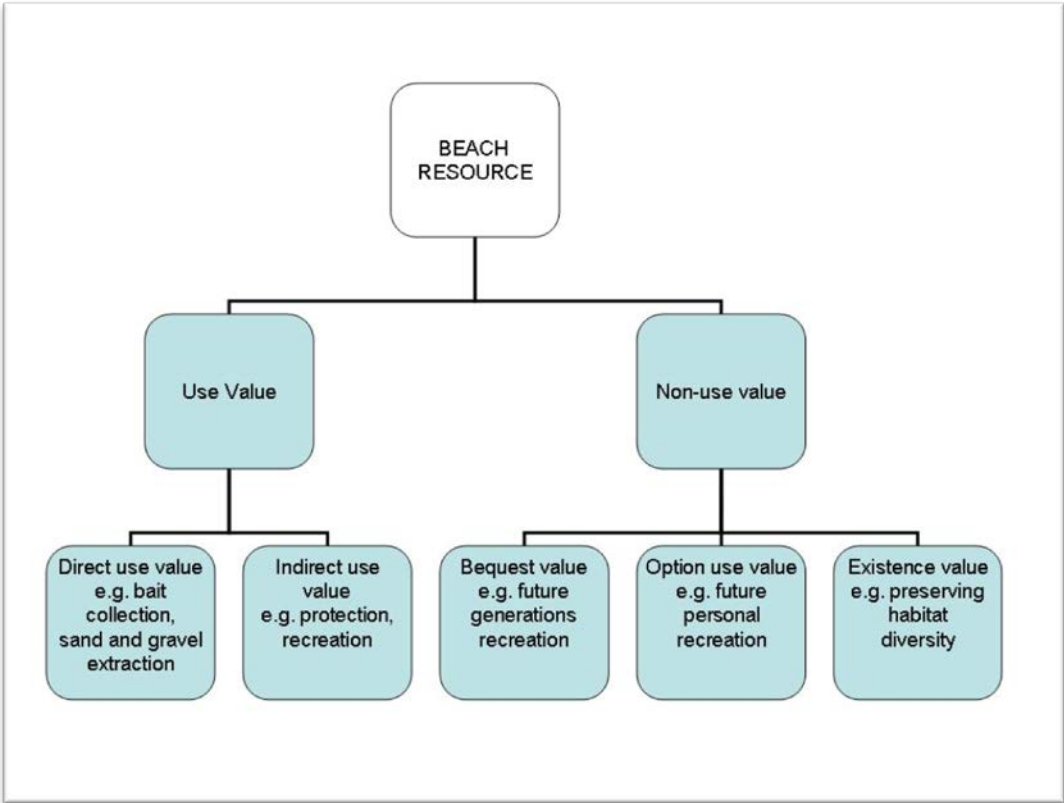 BEACH
RESOURCE
Use Value
Non-use value
Direct use value
e.g. bait
collection,
sand and gravel
extraction
Indirect use
value
e.g. protection,
recreation
Bequest value
e.g. future
generations
recreation
Option use value
e.g. future
personal
recreation
Existence value
e.g. preserving
habitat
diversity